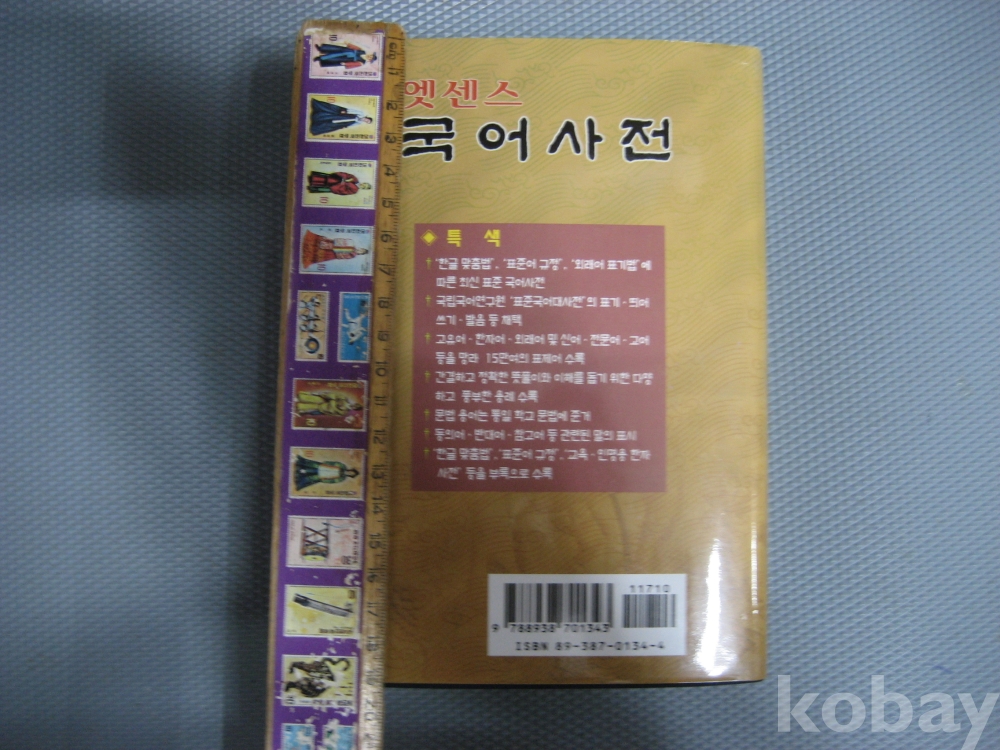 엣센스
국어사전
◈ 특 색
† '한글 맞춤법'·'표준어 규정'·'외래어 표기법'에
따른 최신 표준 국어사전
† 국립국어연구원 '표준국어대사전'의 표기·띄어
쓰기·발음 등 채택
† 고유어·한자어·외래어 및 신어·전문어·고어
등을 망라 15만여의 표제어 수록
† 간결하고 정확한 뜻풀이와 이해를 돕기 위한 다양
하고 풍부한 용례 수록
† 문법 용어는 통일 학교 문법에 준거
† 동의어·반대어·참고어 등 관련된 말의 표시
† '한글 맞춤법'·'표준어 규정'·'교육·인명용 한자
사전' 등을 부록으로 수록
11710
9 788938 701343
ISBN 89-387-0134-4
kobay